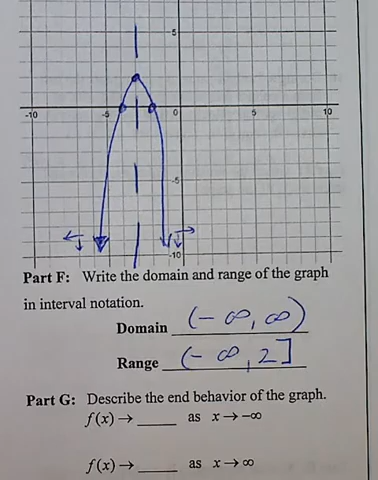 5
-10 -5 0 5 10
-5
-10
Part F: Write the domain and range of the graph
in interval notation.
Domain (-∞, ∞)
Range (-∞, 2]
Part G: Describe the end behavior of the graph.
f(x) → ____ as x → -∞
f(x) → ____ as x → ∞